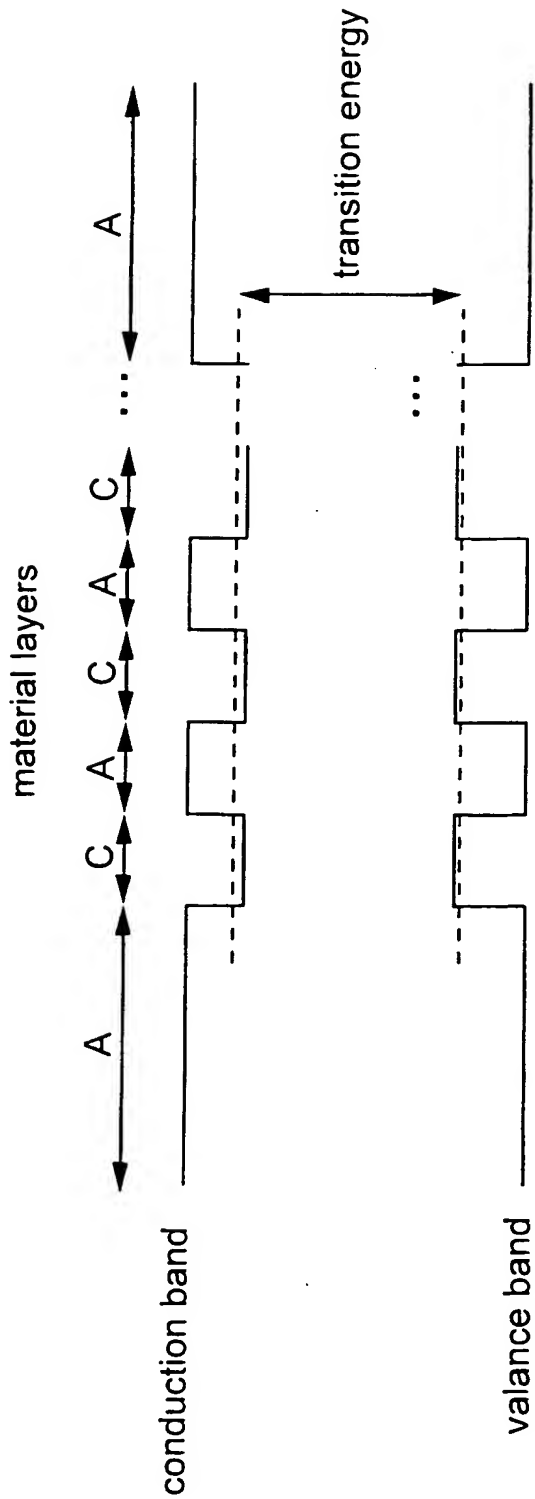 material layers
A
C
A
C
A
C
...
A
conduction band
transition energy
...
valance band